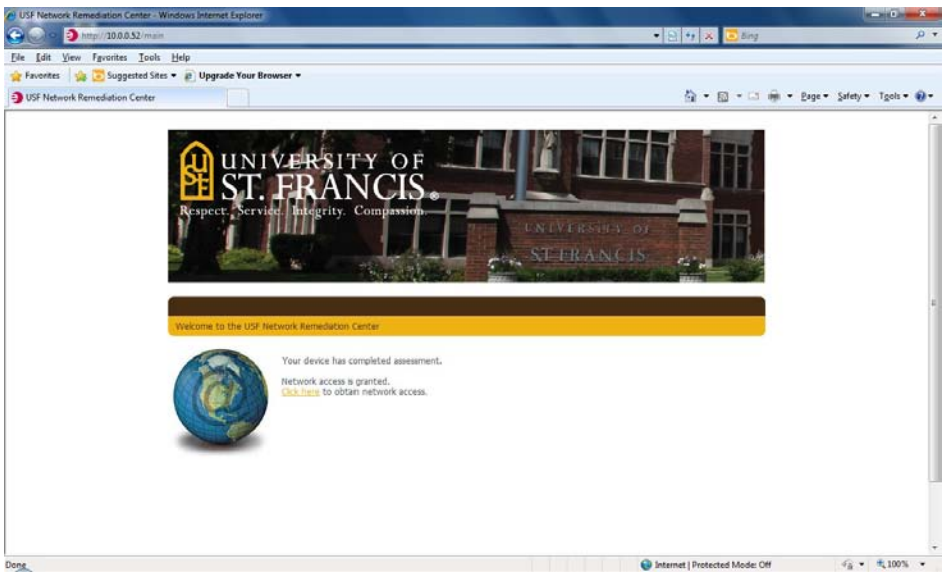 USF Network Remediation Center - Windows Internet Explorer
http://10.0.0.52/main
Bing
File Edit View Favorites Tools Help
Favorites Suggested Sites Upgrade Your Browser
USF Network Remediation Center
Page Safety Tools
USF
UNIVERSITY OF
ST. FRANCIS®
Respect. Service. Integrity. Compassion.
UNIVERSITY OF
ST FRANCIS
Welcome to the USF Network Remediation Center
Your device has completed assessment.
Network access is granted.
Click here to obtain network access.
Done
Internet | Protected Mode: Off
100%